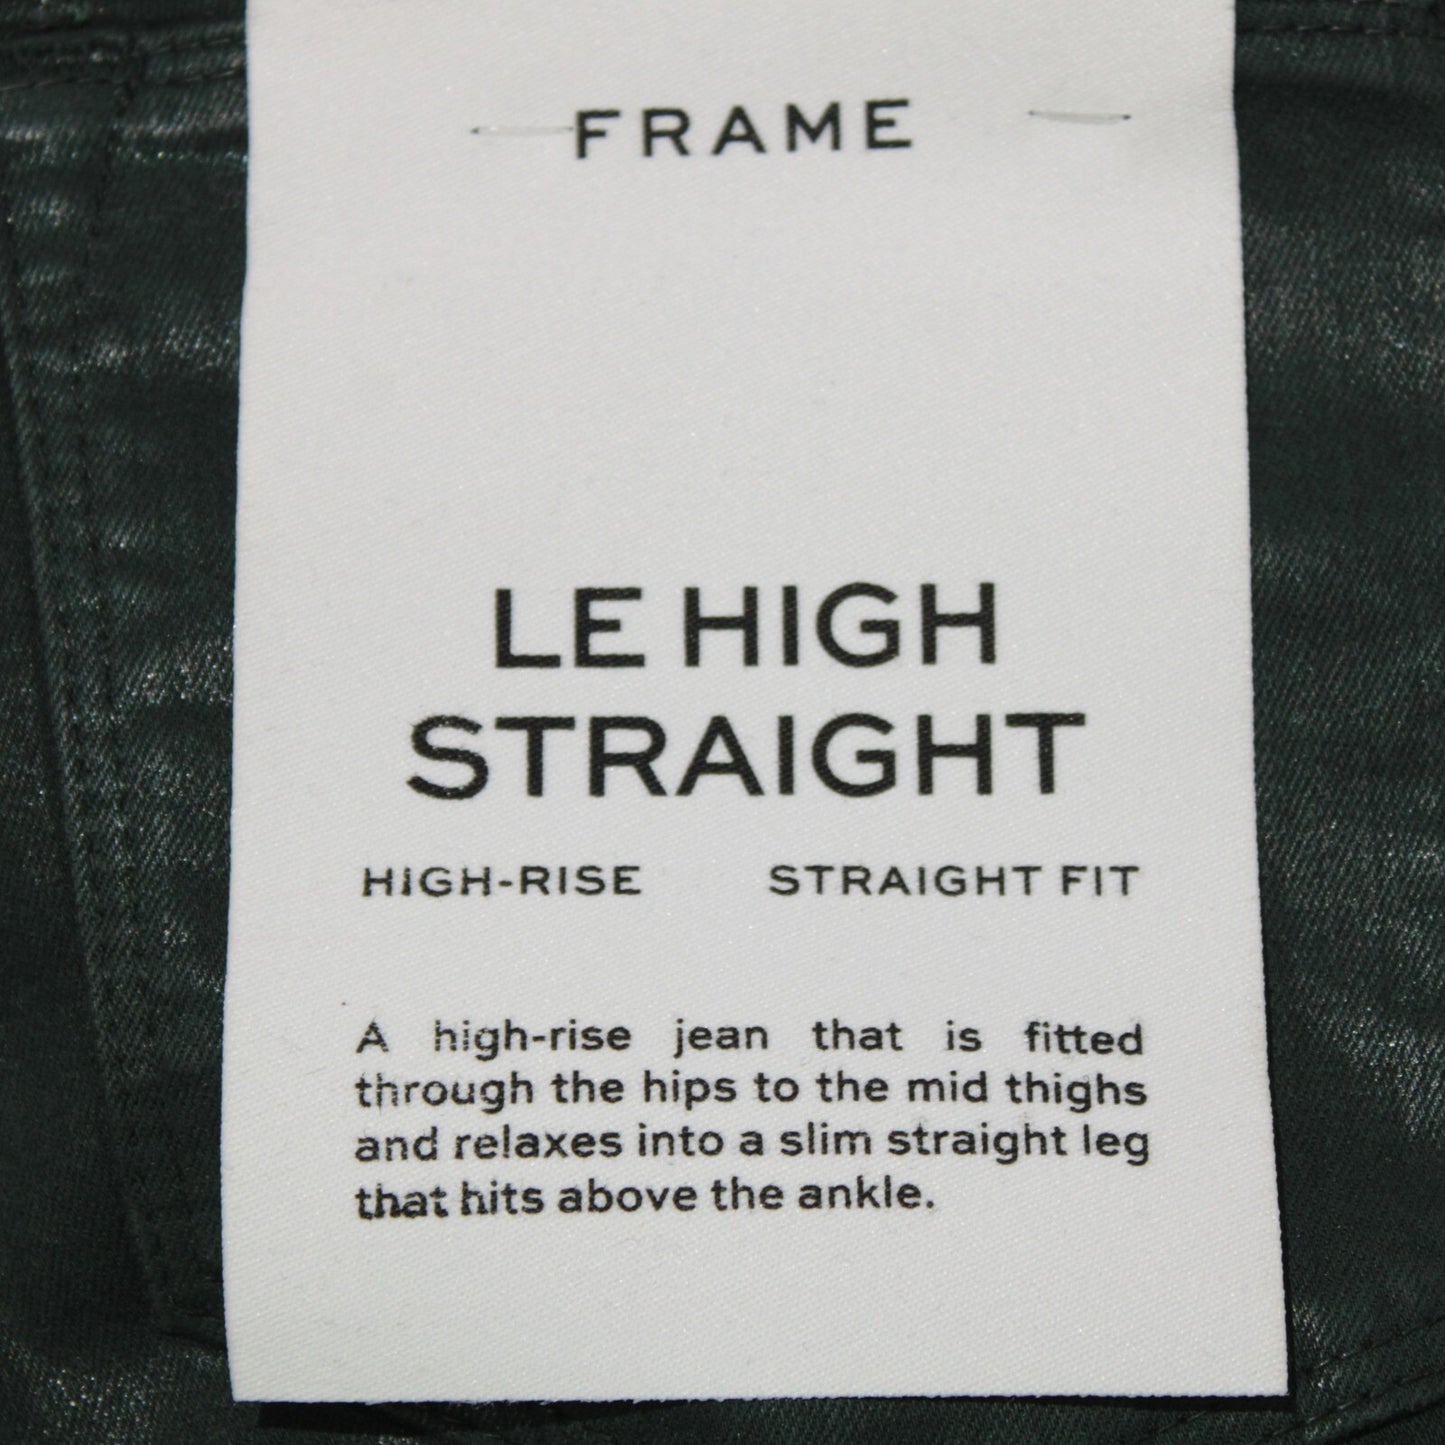 FRAME
LE HIGH
STRAIGHT
HIGH-RISE STRAIGHT FIT
A high-rise jean that is fitted
through the hips to the mid thighs
and relaxes into a slim straight leg
that hits above the ankle.